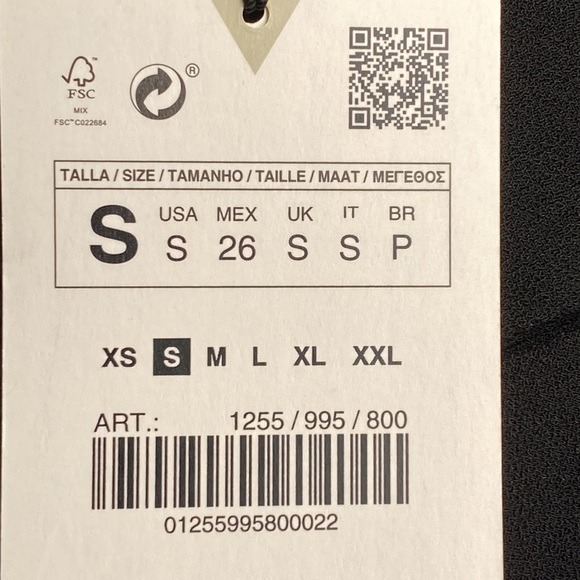 FSC™
MIX
FSC™C022684
®
TALLA / SIZE / TAMANHO / TAILLE / MAAT / ΜΕΓΕΘΟΣ
USA MEX UK IT BR
S S 26 S S P
XS S M L XL XXL
ART.: 1255 / 995 / 800
01255995800022